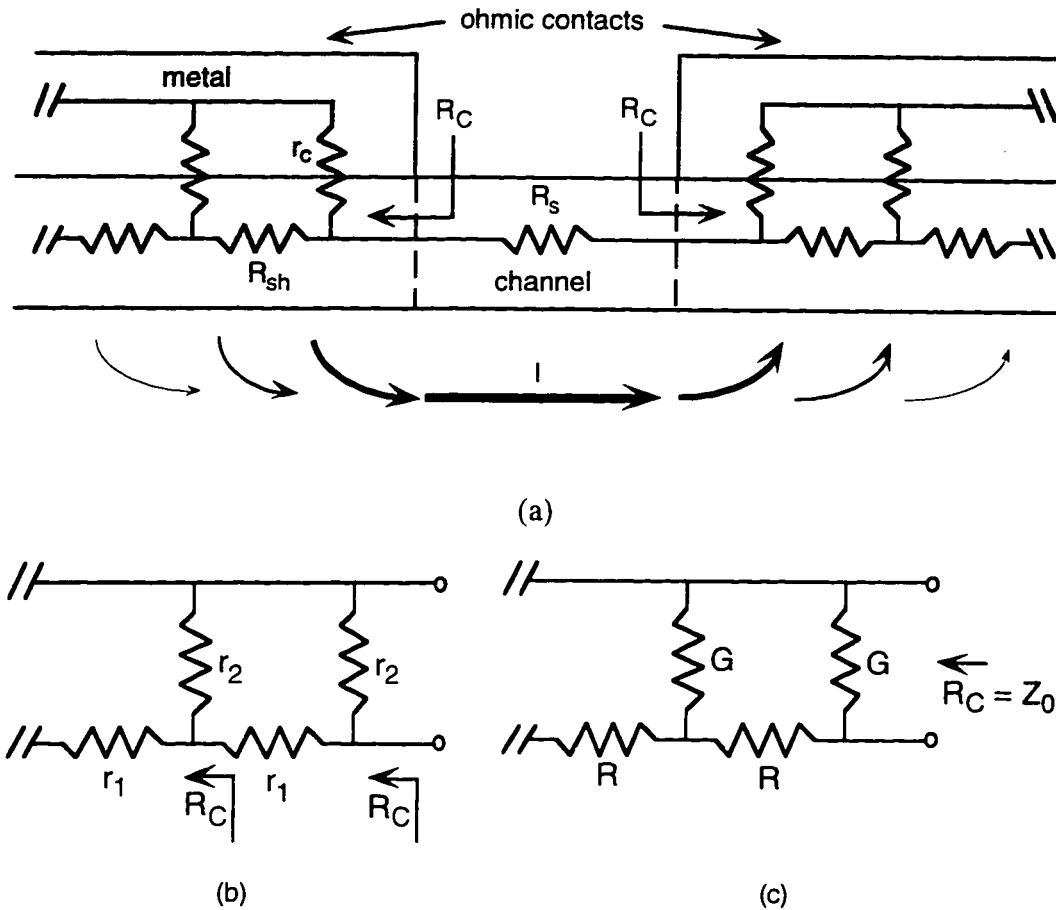 ohmic contacts
metal
R_C
R_C
r_c
R_s
R_sh
channel
I
(a)
r_2
r_2
G
G
R_C = Z_0
r_1
r_1
R
R
R_C
R_C
(b)
(c)